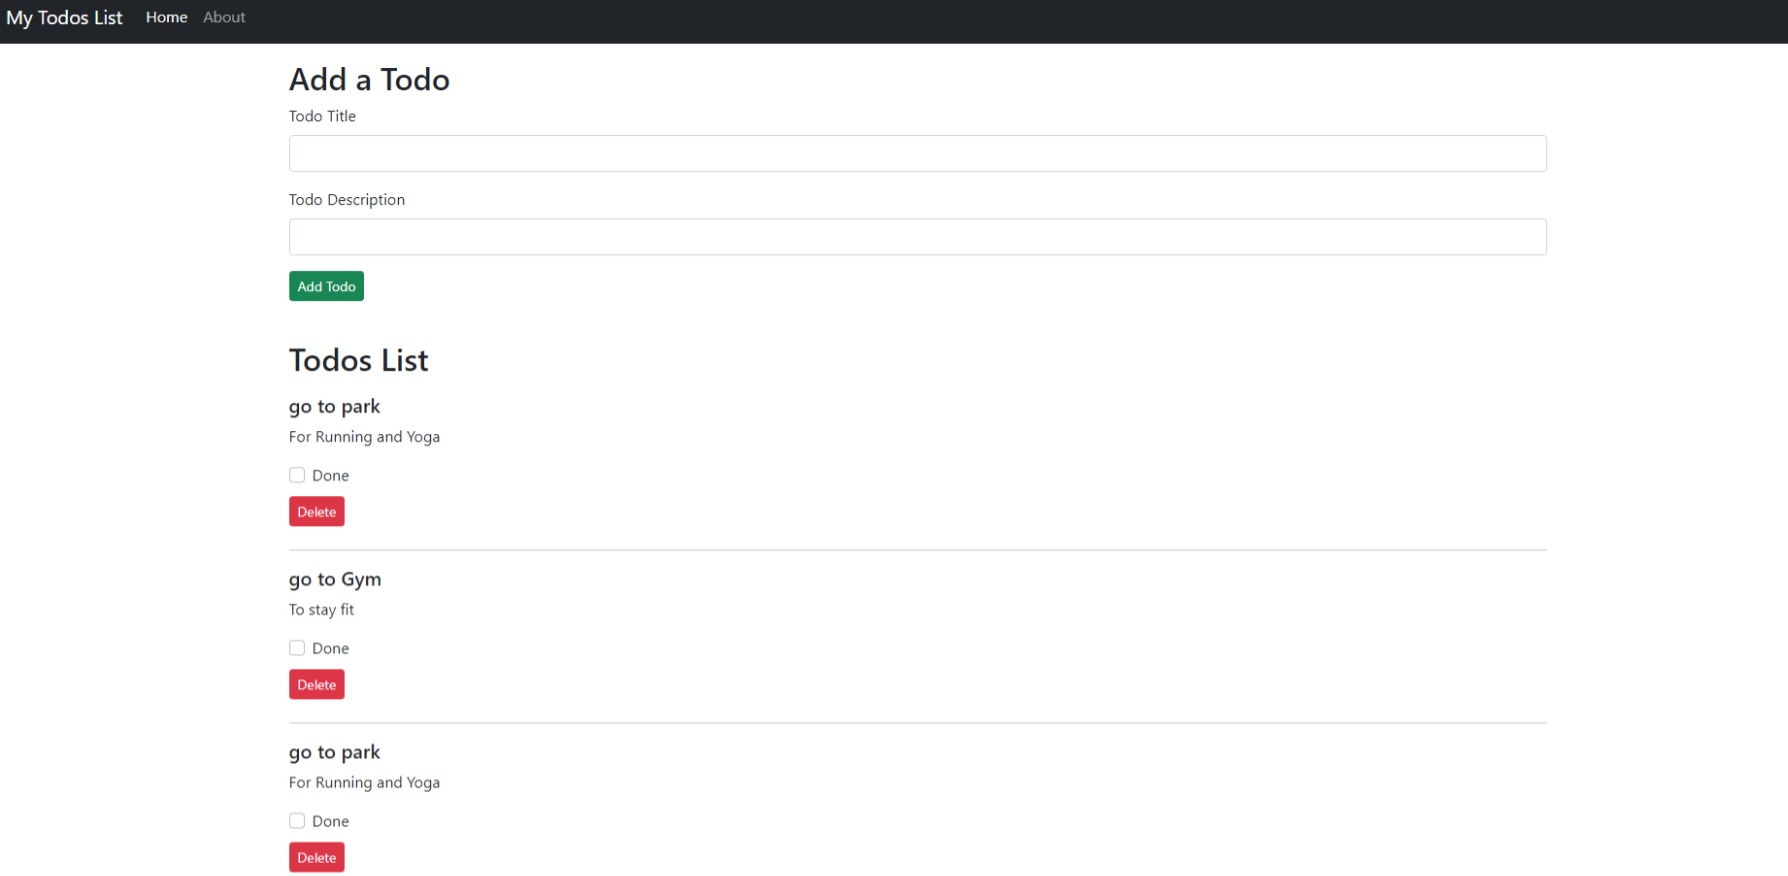 My Todos List Home About
Add a Todo
Todo Title
Todo Description
Add Todo
Todos List
go to park
For Running and Yoga
Done
Delete
go to Gym
To stay fit
Done
Delete
go to park
For Running and Yoga
Done
Delete